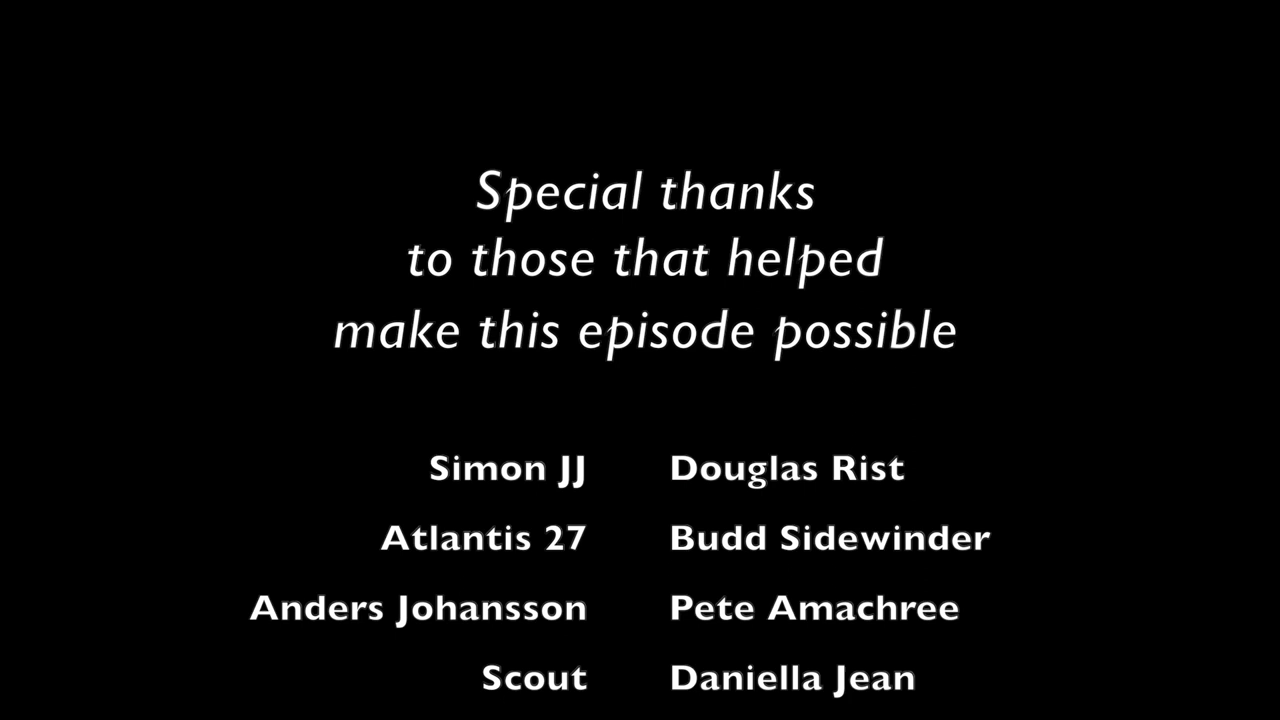 Special thanks
to those that helped
make this episode possible
Simon JJ Douglas Rist
Atlantis 27 Budd Sidewinder
Anders Johansson Pete Amachree
Scout Daniella Jean